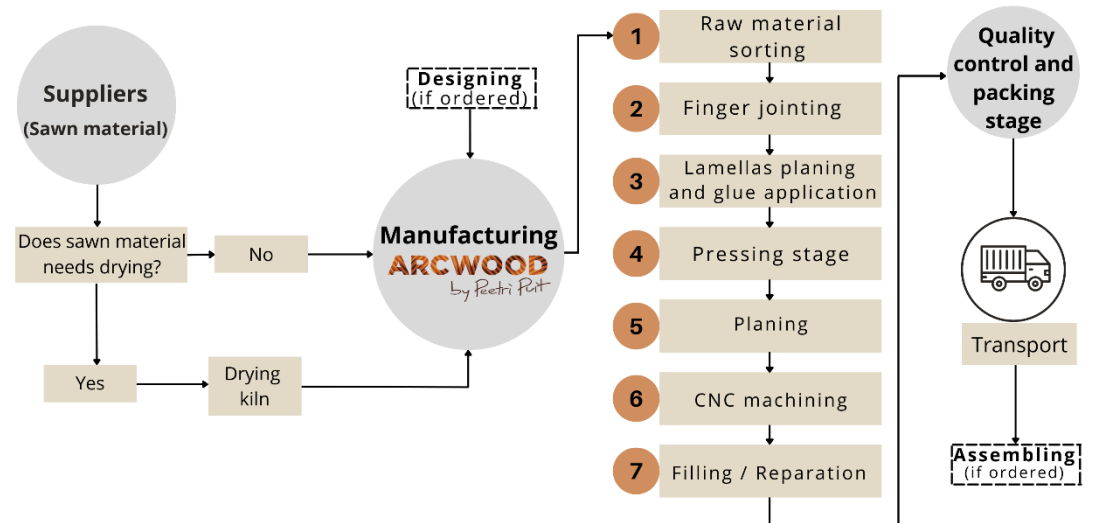 Suppliers
(Sawn material)
Does sawn material
needs drying?
No
Yes
Drying
kiln
Designing
(if ordered)
Manufacturing
ARCWOOD
by Peetri Puit
1
Raw material
sorting
2
Finger jointing
3
Lamellas planing
and glue application
4
Pressing stage
5
Planing
6
CNC machining
7
Filling / Reparation
Quality
control and
packing
stage
Transport
Assembling
(if ordered)